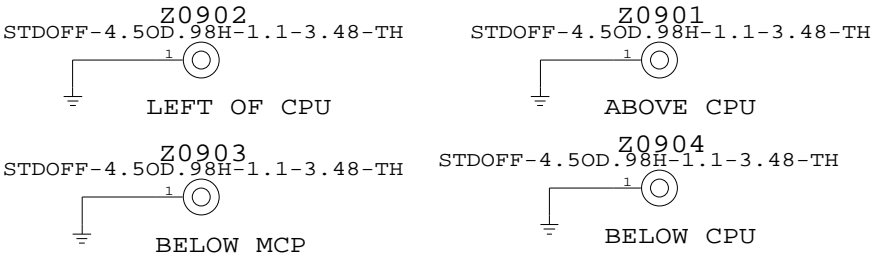 Z0902
STDOFF-4.5OD.98H-1.1-3.48-TH
1
LEFT OF CPU
Z0901
STDOFF-4.5OD.98H-1.1-3.48-TH
1
ABOVE CPU
Z0903
STDOFF-4.5OD.98H-1.1-3.48-TH
1
BELOW MCP
Z0904
STDOFF-4.5OD.98H-1.1-3.48-TH
1
BELOW CPU